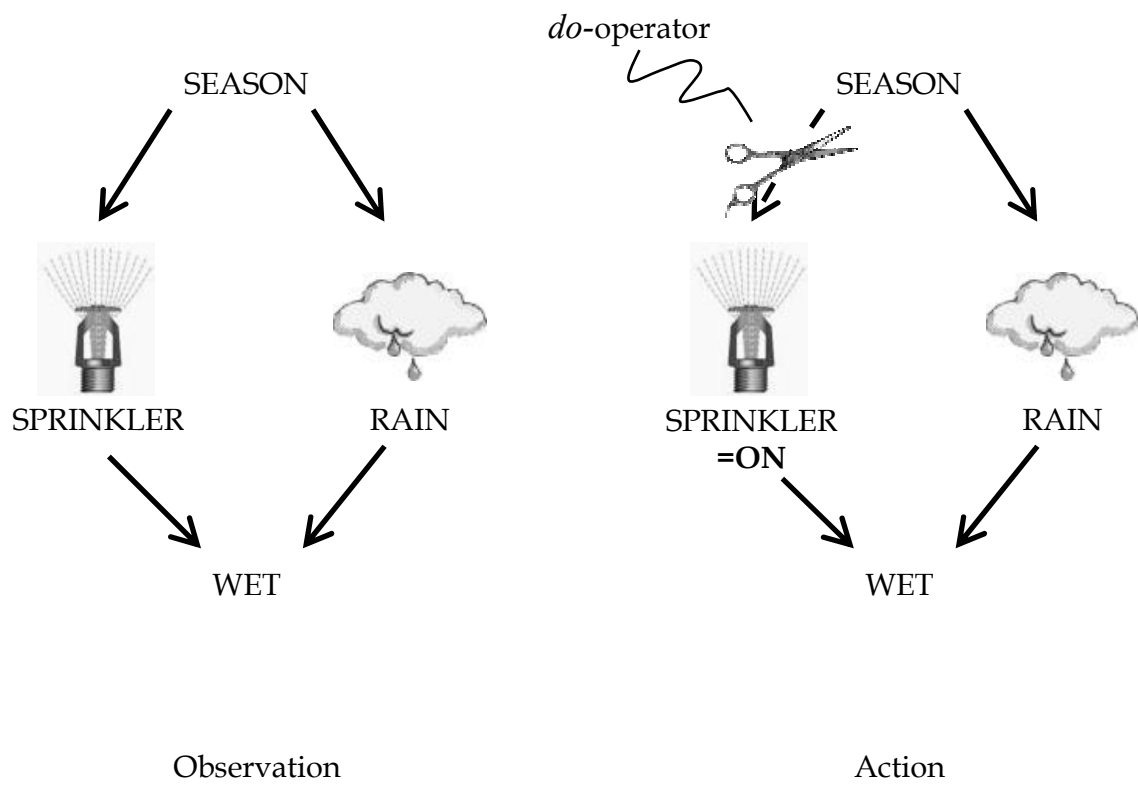 do-operator
SEASON
SEASON
SPRINKLER
RAIN
SPRINKLER
=ON
RAIN
WET
WET
Observation
Action